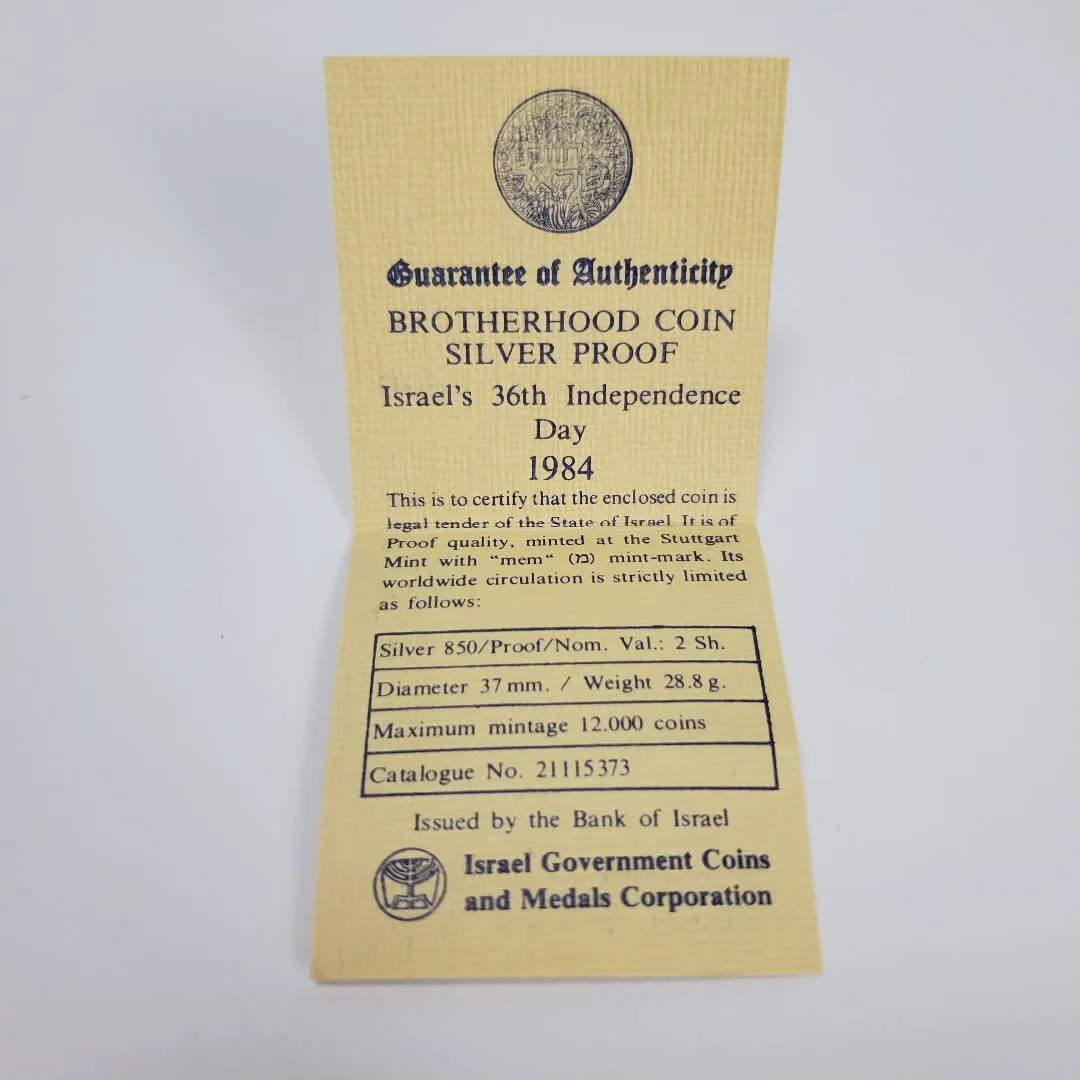 Guarantee of Authenticity
BROTHERHOOD COIN
SILVER PROOF
Israel's 36th Independence
Day
1984
This is to certify that the enclosed coin is
legal tender of the State of Israel. It is of
Proof quality, minted at the Stuttgart
Mint with "mem" (מ) mint-mark. Its
worldwide circulation is strictly limited
as follows:
Silver 850/Proof/Nom. Val.: 2 Sh.
Diameter 37 mm. / Weight 28.8 g.
Maximum mintage 12.000 coins
Catalogue No. 21115373
Issued by the Bank of Israel
Israel Government Coins
and Medals Corporation